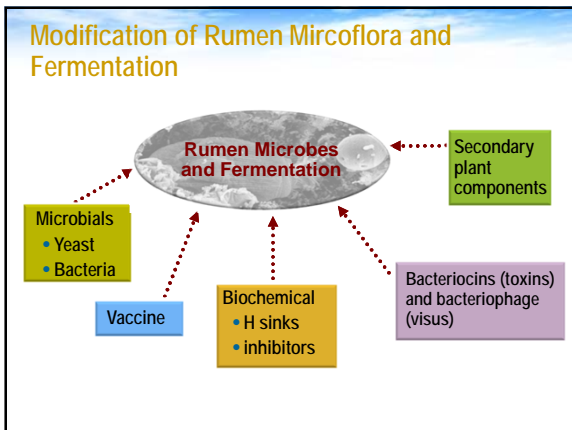 Modification of Rumen Mircoflora and
Fermentation
Rumen Microbes
and Fermentation
Secondary
plant
components
Microbials
• Yeast
• Bacteria
Vaccine
Biochemical
• H sinks
• inhibitors
Bacteriocins (toxins)
and bacteriophage
(visus)